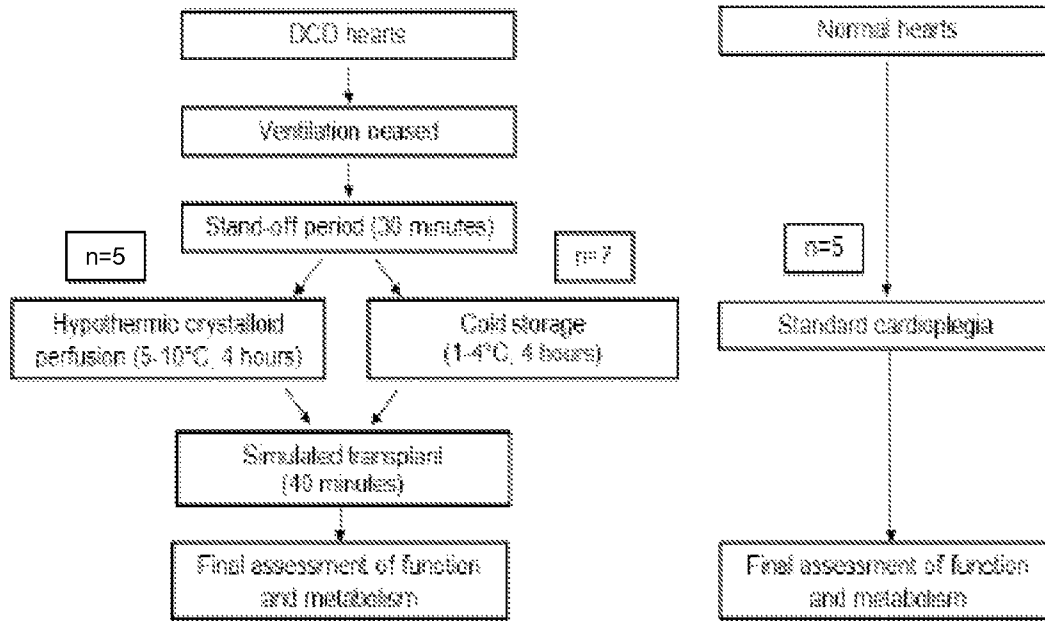 DCD hearts
Normal hearts
Ventilation ceased
Stand-off period (30 minutes)
n=5
n=7
n=5
Hypothermic crystalloid
perfusion (5-10°C, 4 hours)
Cold storage
(1-4°C, 4 hours)
Standard cardioplegia
Simulated transplant
(40 minutes)
Final assessment of function
and metabolism
Final assessment of function
and metabolism